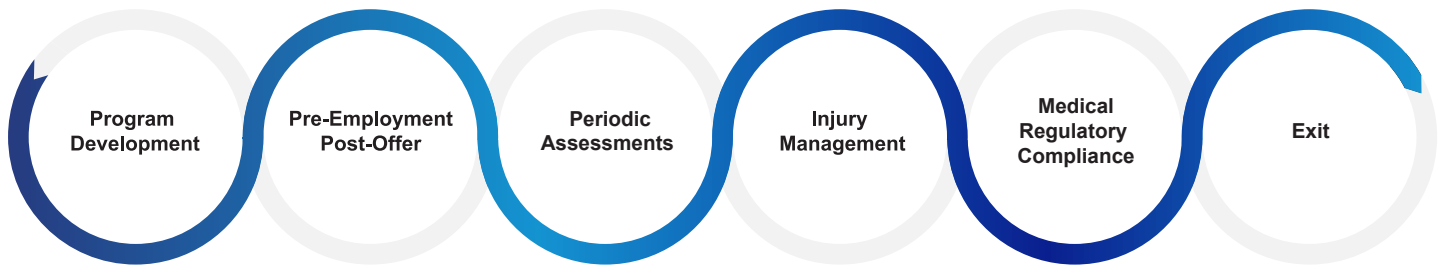 Program
Development
Pre-Employment
Post-Offer
Periodic
Assessments
Injury
Management
Medical
Regulatory
Compliance
Exit